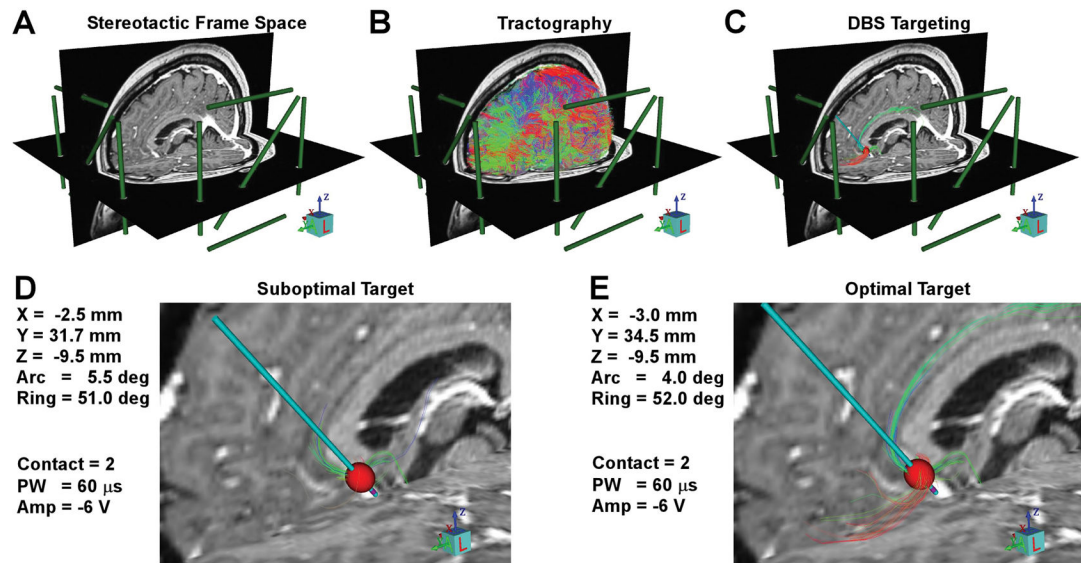 A Stereotactic Frame Space
B Tractography
C DBS Targeting
Z
X
Y
L
Z
X
Y
L
Z
X
Y
L
D Suboptimal Target
X = -2.5 mm
Y = 31.7 mm
Z = -9.5 mm
Arc = 5.5 deg
Ring = 51.0 deg
Contact = 2
PW = 60 μs
Amp = -6 V
Z
L
E Optimal Target
X = -3.0 mm
Y = 34.5 mm
Z = -9.5 mm
Arc = 4.0 deg
Ring = 52.0 deg
Contact = 2
PW = 60 μs
Amp = -6 V
Z
L